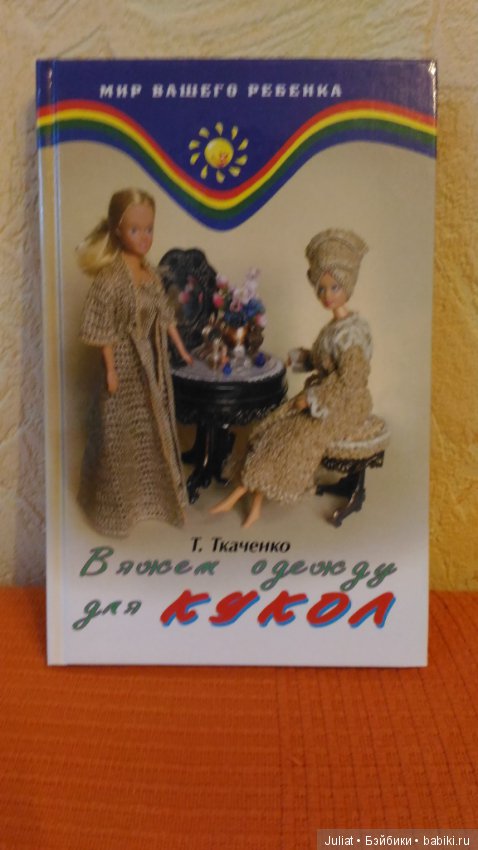 МИР ВАШЕГО РЕБЕНКА
Т. Ткаченко
Вяжем одежду
для КУКОЛ
Juliat • Бэйбики • babiki.ru